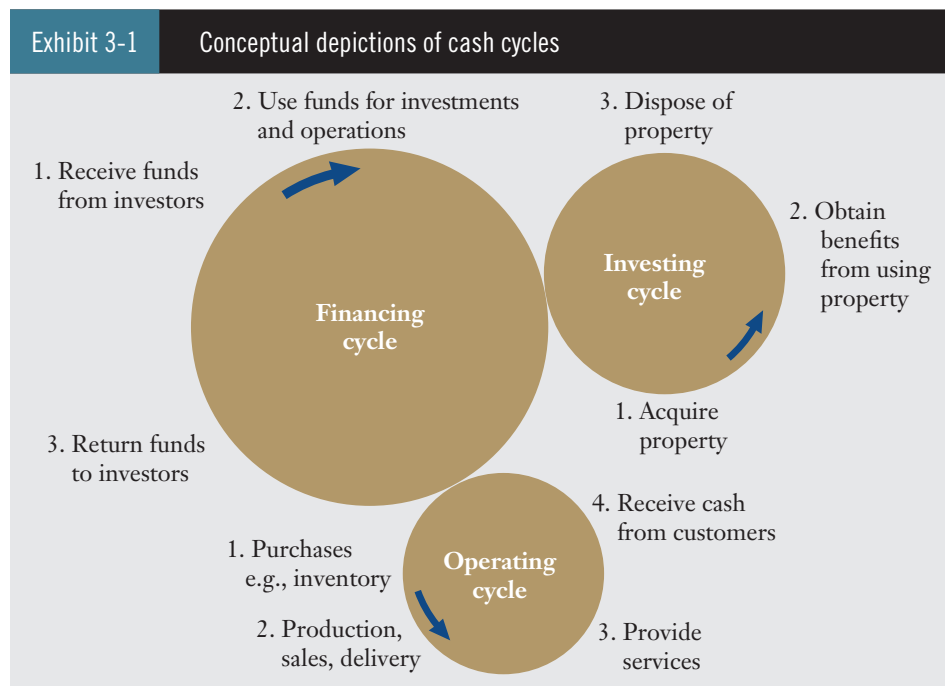 Exhibit 3-1
Conceptual depictions of cash cycles
2. Use funds for investments
and operations
1. Receive funds
from investors
Financing
cycle
3. Return funds
to investors
3. Dispose of
property
2. Obtain
benefits
from using
property
Investing
cycle
1. Acquire
property
4. Receive cash
from customers
1. Purchases
e.g., inventory
Operating
cycle
2. Production,
sales, delivery
3. Provide
services